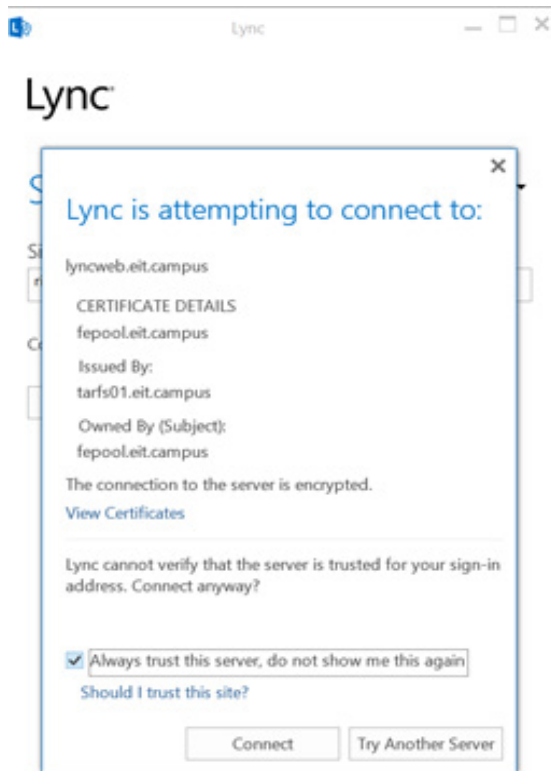 Lync
Lync
Lync is attempting to connect to:
lyncweb.eit.campus
CERTIFICATE DETAILS
fepool.eit.campus
Issued By:
tarfs01.eit.campus
Owned By (Subject):
fepool.eit.campus
The connection to the server is encrypted.
View Certificates
Lync cannot verify that the server is trusted for your sign-in
address. Connect anyway?
Always trust this server, do not show me this again
Should I trust this site?
Connect
Try Another Server